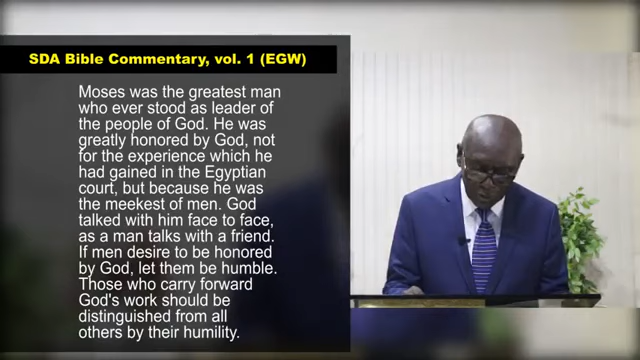 SDA Bible Commentary, vol. 1 (EGW)
Moses was the greatest man
who ever stood as leader of
the people of God. He was
greatly honored by God, not
for the experience which he
had gained in the Egyptian
court, but because he was
the meekest of men. God
talked with him face to face,
as a man talks with a friend.
If men desire to be honored
by God, let them be humble.
Those who carry forward
God's work should be
distinguished from all
others by their humility.